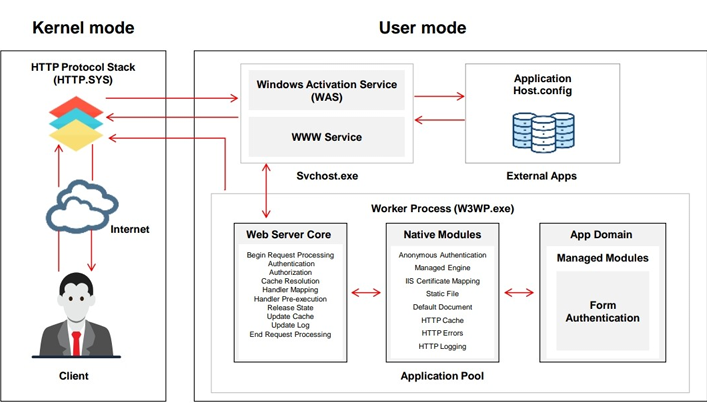 Kernel mode
User mode
HTTP Protocol Stack
(HTTP.SYS)
Internet
Client
Windows Activation Service
(WAS)
WWW Service
Svchost.exe
Application
Host.config
External Apps
Worker Process (W3WP.exe)
Web Server Core
Begin Request Processing
Authentication
Authorization
Cache Resolution
Handler Mapping
Handler Pre-execution
Release State
Update Cache
Update Log
End Request Processing
Native Modules
Anonymous Authentication
Managed Engine
IIS Certificate Mapping
Static File
Default Document
HTTP Cache
HTTP Errors
HTTP Logging
App Domain
Managed Modules
Form
Authentication
Application Pool